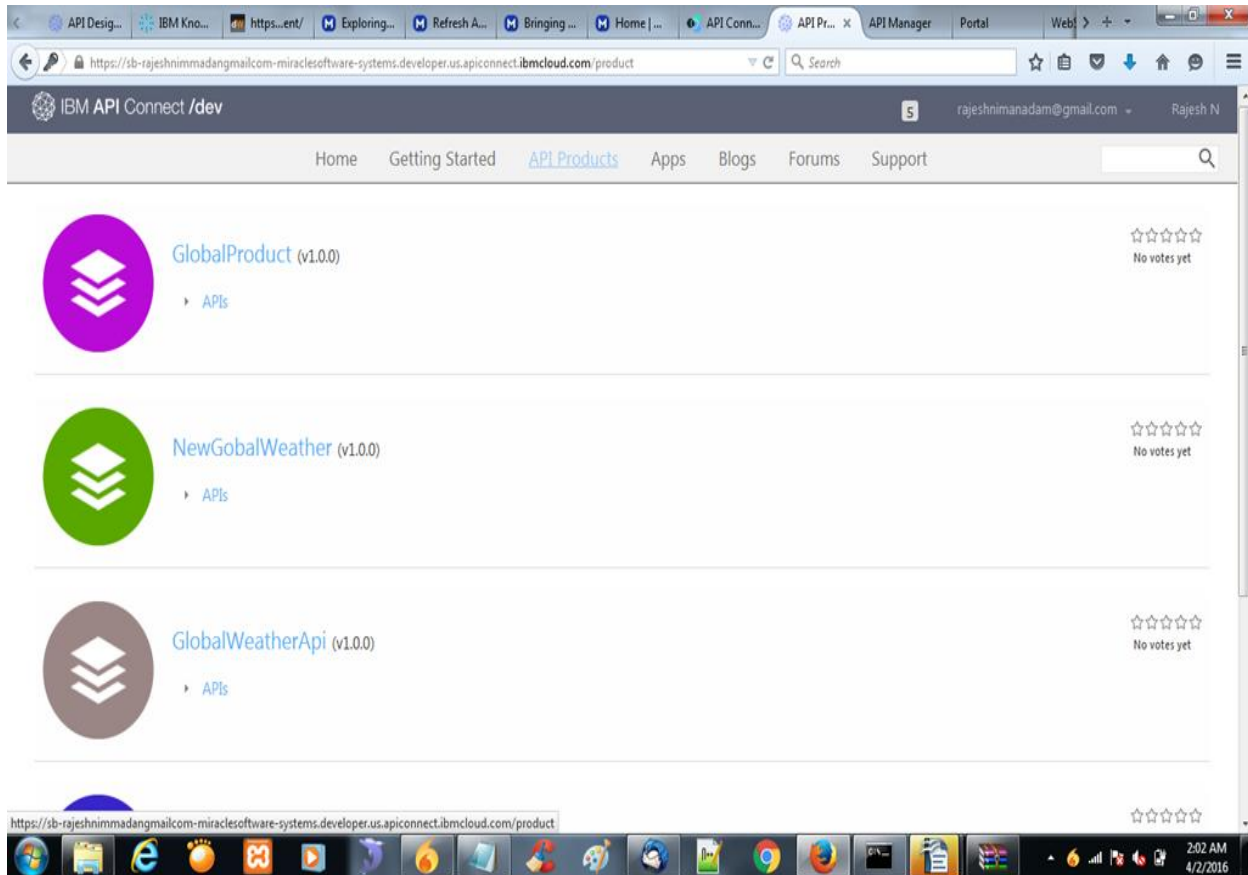 API Desig...
IBM Kno...
https...ent/
Exploring...
Refresh A...
Bringing ...
Home | ...
API Conn...
API Pr... x
API Manager
Portal
https://sb-rajeshnimmadangmailcom-miraclesoftware-systems.developer.us.apiconnect.ibmcloud.com/product
Search
IBM API Connect /dev
5
rajeshnimanadam@gmail.com
Rajesh N
Home
Getting Started
API Products
Apps
Blogs
Forums
Support
GlobalProduct (v1.0.0)
No votes yet
APIs
NewGobalWeather (v1.0.0)
No votes yet
APIs
GlobalWeatherApi (v1.0.0)
No votes yet
APIs
https://sb-rajeshnimmadangmailcom-miraclesoftware-systems.developer.us.apiconnect.ibmcloud.com/product
2:02 AM
4/2/2016